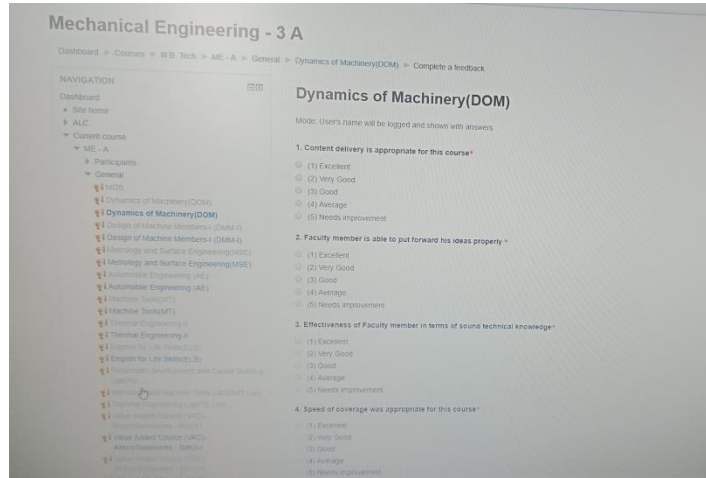 Mechanical Engineering - 3 A
Dashboard ► Courses ► III B. Tech ► ME - A ► General ► Dynamics of Machinery(DOM) ► Complete a feedback
NAVIGATION
Dashboard
Site home
ALC
Current course
ME - A
Participants
General
MOB
Dynamics of Machinery(DOM)
Dynamics of Machinery(DOM)
Design of Machine Members-I (DMM-I)
Design of Machine Members-I (DMM-I)
Metrology and Surface Engineering(MSE)
Metrology and Surface Engineering(MSE)
Automobile Engineering (AE)
Automobile Engineering (AE)
Machine Tools(MT)
Machine Tools(MT)
Thermal Engineering-II
Thermal Engineering-II
English for Life Skills(ELS)
English for Life Skills(ELS)
Value Added Course (VAC)-
Dynamics of Machinery(DOM)
Mode: User's name will be logged and shown with answers
1. Content delivery is appropriate for this course*
(1) Excellent
(2) Very Good
(3) Good
(4) Average
(5) Needs improvement
2. Faculty member is able to put forward his ideas properly *
(1) Excellent
(2) Very Good
(3) Good
(4) Average
(5) Needs improvement
3. Effectiveness of Faculty member in terms of sound technical knowledge*
(1) Excellent
(2) Very Good
(3) Good
(4) Average
(5) Needs improvement
4. Speed of coverage was appropriate for this course*
(1) Excellent
(2) Very Good
(3) Good
(4) Average
(5) Needs improvement